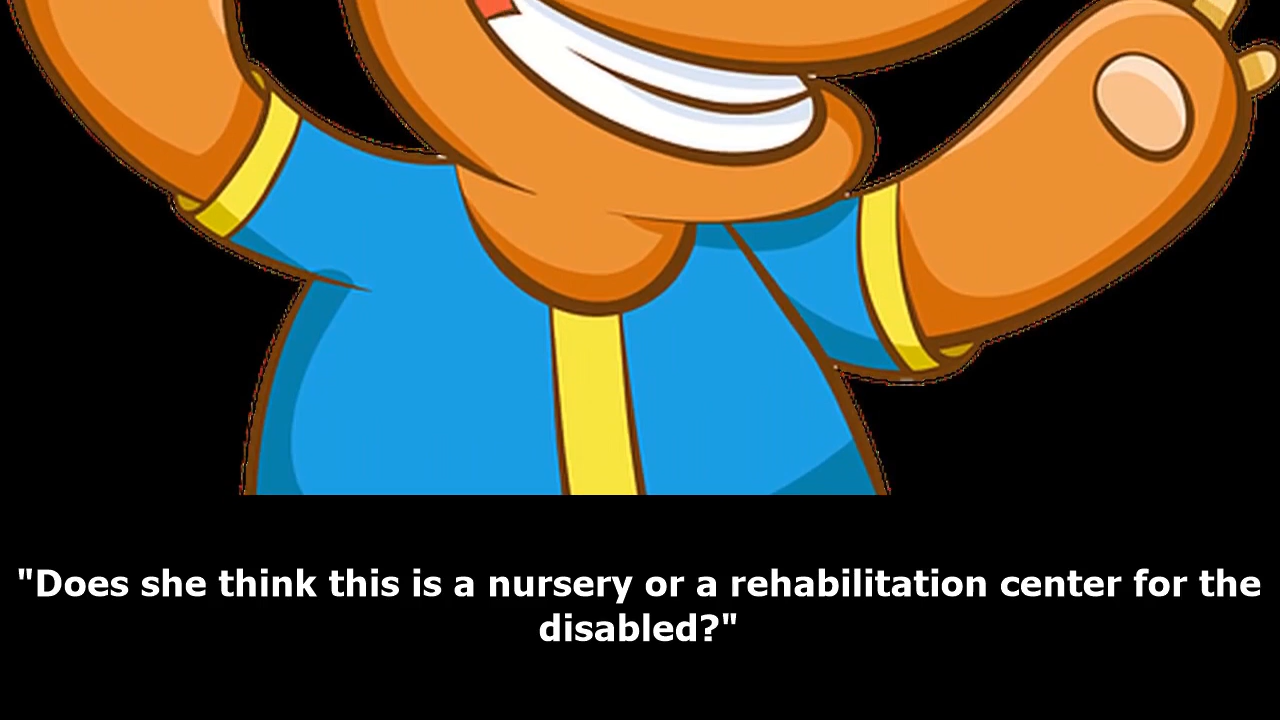 "Does she think this is a nursery or a rehabilitation center for the
disabled?"